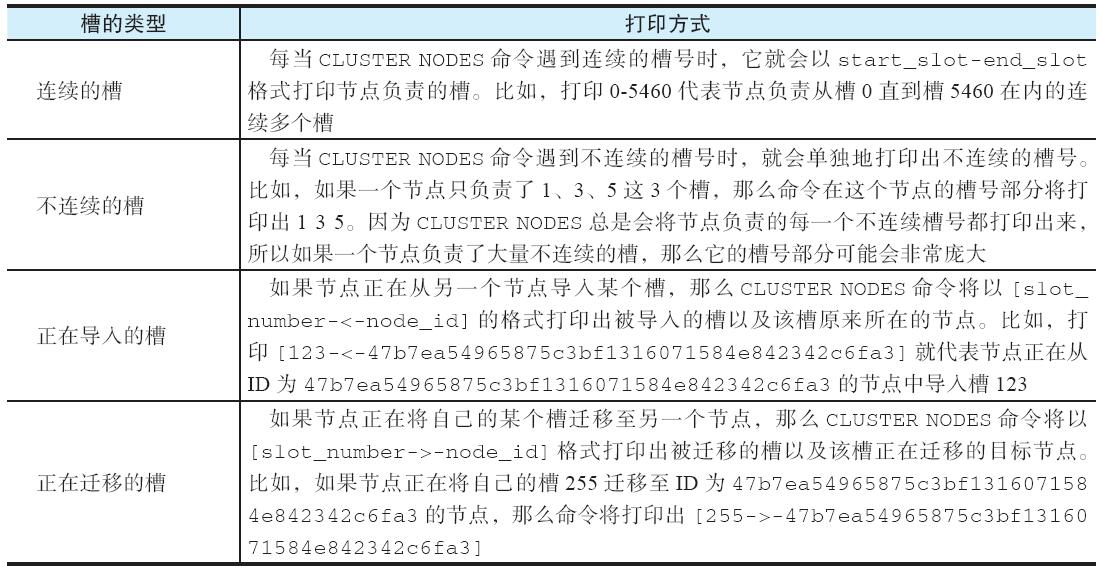 槽的类型 打印方式
每当 CLUSTER NODES 命令遇到连续的槽号时，它就会以 start_slot-end_slot
连续的槽
格式打印节点负责的槽。比如，打印 0-5460 代表节点负责从槽 0 直到槽 5460 在内的连
续多个槽
每当 CLUSTER NODES 命令遇到不连续的槽号时，就会单独地打印出不连续的槽号。
比如，如果一个节点只负责了 1、3、5 这 3 个槽，那么命令在这个节点的槽号部分将打
不连续的槽
印出 1 3 5。因为 CLUSTER NODES 总是会将节点负责的每一个不连续槽号都打印出来，
所以如果一个节点负责了大量不连续的槽，那么它的槽号部分可能会非常庞大
如果节点正在从另一个节点导入某个槽，那么 CLUSTER NODES 命令将以 [slot_
number-<-node_id] 的格式打印出被导入的槽以及该槽原来所在的节点。比如，打
正在导入的槽
印 [123-<-47b7ea54965875c3bf1316071584e842342c6fa3] 就代表节点正在从
ID 为 47b7ea54965875c3bf1316071584e842342c6fa3 的节点中导入槽 123
如果节点正在将自己的某个槽迁移至另一个节点，那么 CLUSTER NODES 命令将以
[slot_number->-node_id] 格式打印出被迁移的槽以及该槽正在迁移的目标节点。
正在迁移的槽
比如，如果节点正在将自己的槽 255 迁移至 ID 为 47b7ea54965875c3bf131607158
4e842342c6fa3 的节点，那么命令将打印出 [255->-47b7ea54965875c3bf13160
71584e842342c6fa3]